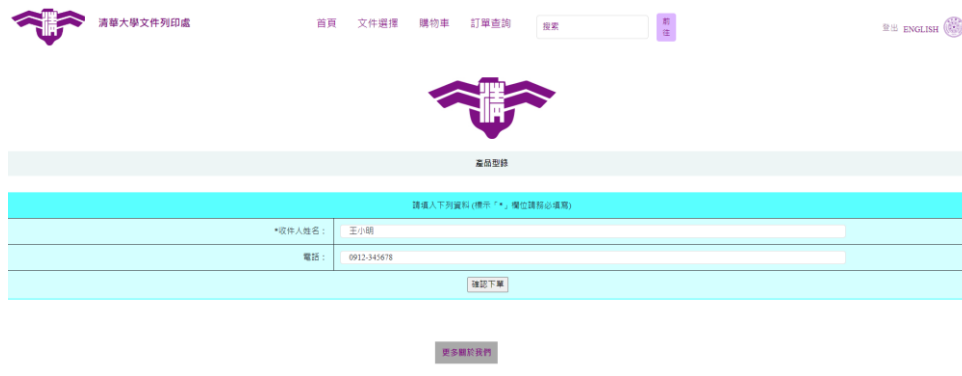 清華大學文件列印處
首頁 文件選擇 購物車 訂單查詢 搜索 前往 登出 ENGLISH
產品型錄
請填入下列資料 (標示「*」欄位請務必填寫)
*收件人姓名： 王小明
電話： 0912-345678
確認下單
更多關於我們